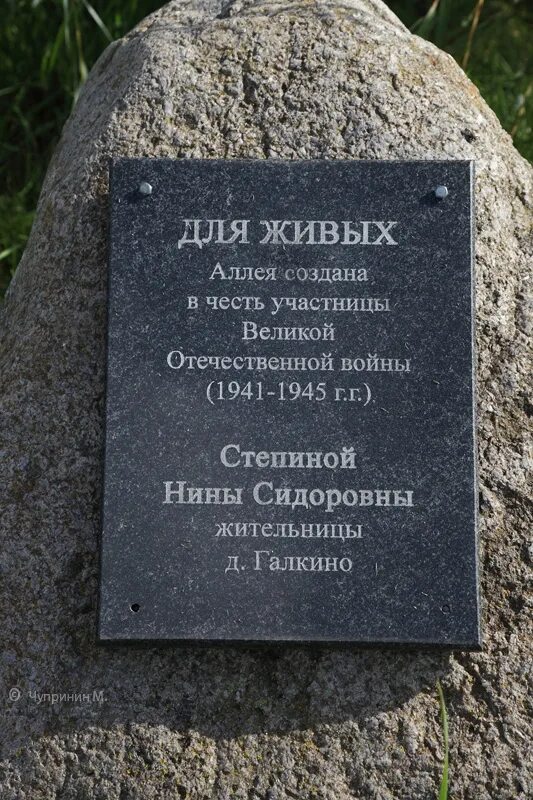 ДЛЯ ЖИВЫХ
Аллея создана
в честь участницы
Великой
Отечественной войны
(1941-1945 г.г.)
Степиной
Нины Сидоровны
жительницы
д. Галкино
© Чупринин М.